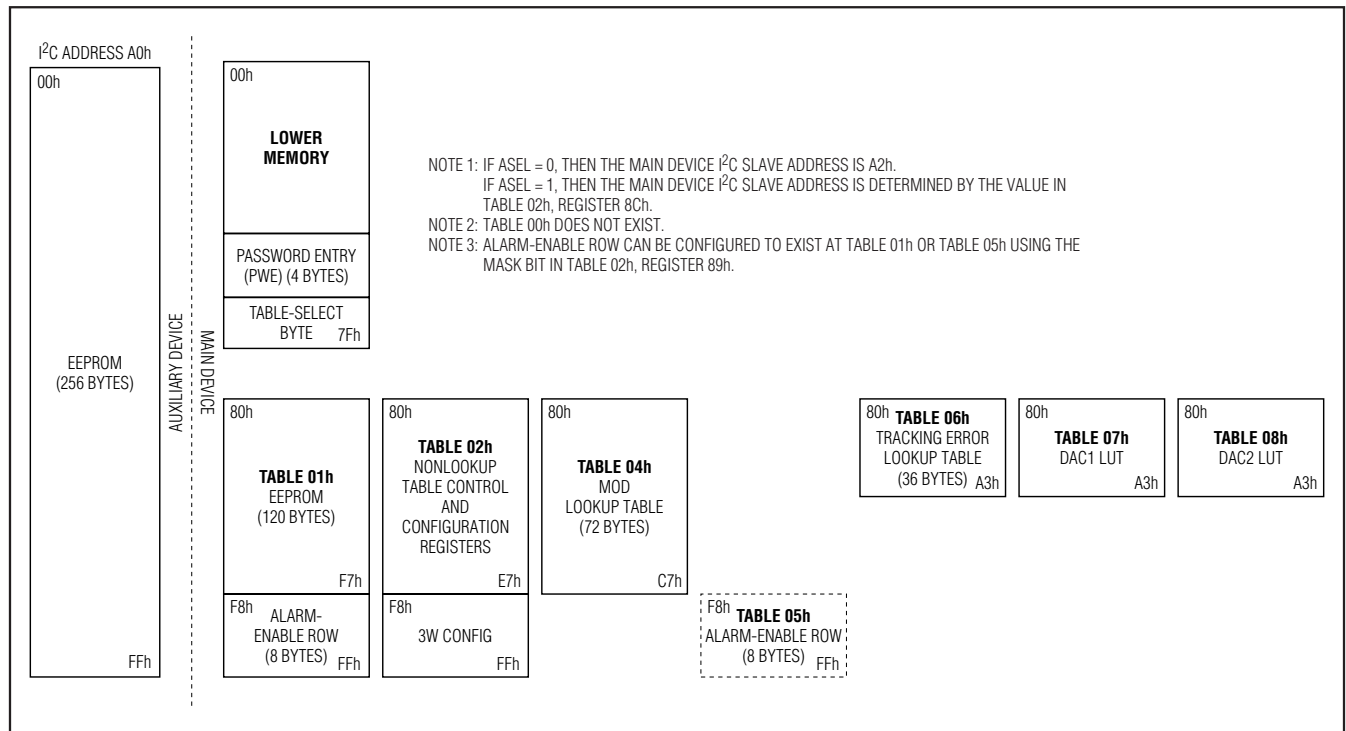 I2C ADDRESS A0h
00h
EEPROM
(256 BYTES)
FFh
AUXILIARY DEVICE
MAIN DEVICE
00h
LOWER
MEMORY
PASSWORD ENTRY
(PWE) (4 BYTES)
TABLE-SELECT
BYTE 7Fh
NOTE 1: IF ASEL = 0, THEN THE MAIN DEVICE I2C SLAVE ADDRESS IS A2h.
IF ASEL = 1, THEN THE MAIN DEVICE I2C SLAVE ADDRESS IS DETERMINED BY THE VALUE IN
TABLE 02h, REGISTER 8Ch.
NOTE 2: TABLE 00h DOES NOT EXIST.
NOTE 3: ALARM-ENABLE ROW CAN BE CONFIGURED TO EXIST AT TABLE 01h OR TABLE 05h USING THE
MASK BIT IN TABLE 02h, REGISTER 89h.
80h
TABLE 01h
EEPROM
(120 BYTES)
F7h
F8h
ALARM-
ENABLE ROW
(8 BYTES) FFh
80h
TABLE 02h
NONLOOKUP
TABLE CONTROL
AND
CONFIGURATION
REGISTERS
E7h
F8h
3W CONFIG
FFh
80h
TABLE 04h
MOD
LOOKUP TABLE
(72 BYTES)
C7h
F8h TABLE 05h
ALARM-ENABLE ROW
(8 BYTES) FFh
80h TABLE 06h
TRACKING ERROR
LOOKUP TABLE
(36 BYTES) A3h
80h
TABLE 07h
DAC1 LUT
A3h
80h
TABLE 08h
DAC2 LUT
A3h